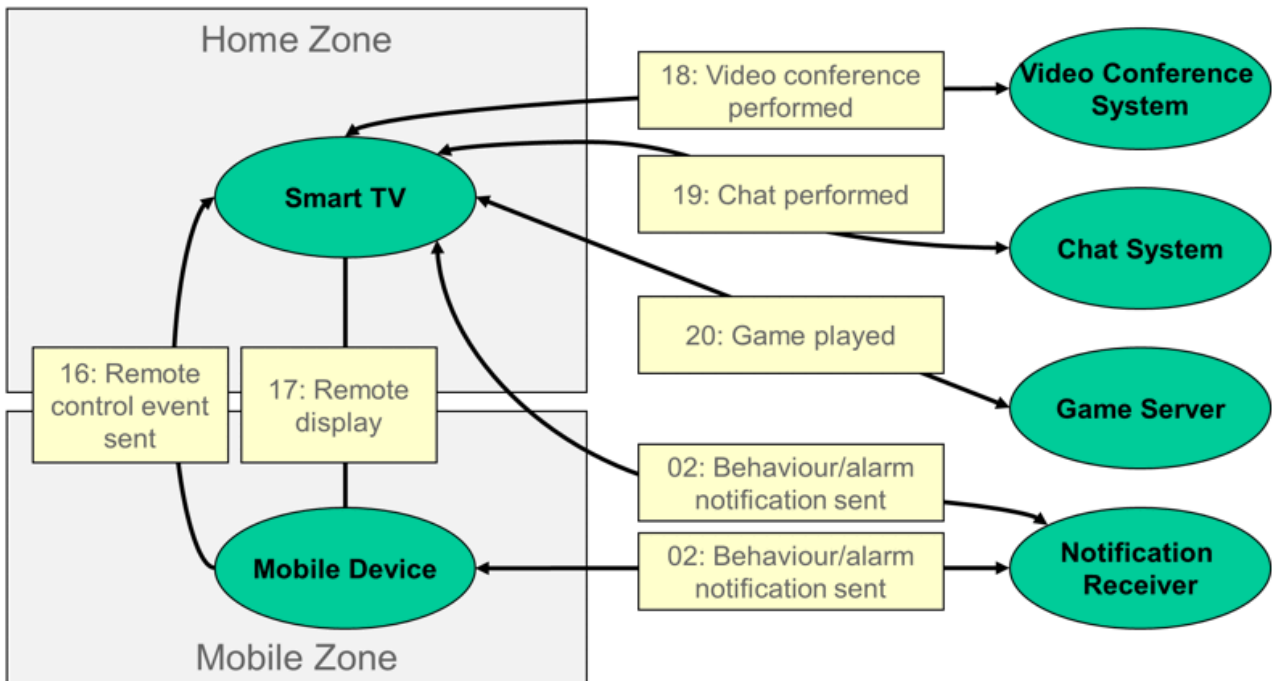 Home Zone
18: Video conference
performed
Video Conference
System
Smart TV
19: Chat performed
Chat System
20: Game played
16: Remote
control event
sent
17: Remote
display
Game Server
02: Behaviour/alarm
notification sent
Mobile Device
02: Behaviour/alarm
notification sent
Notification
Receiver
Mobile Zone